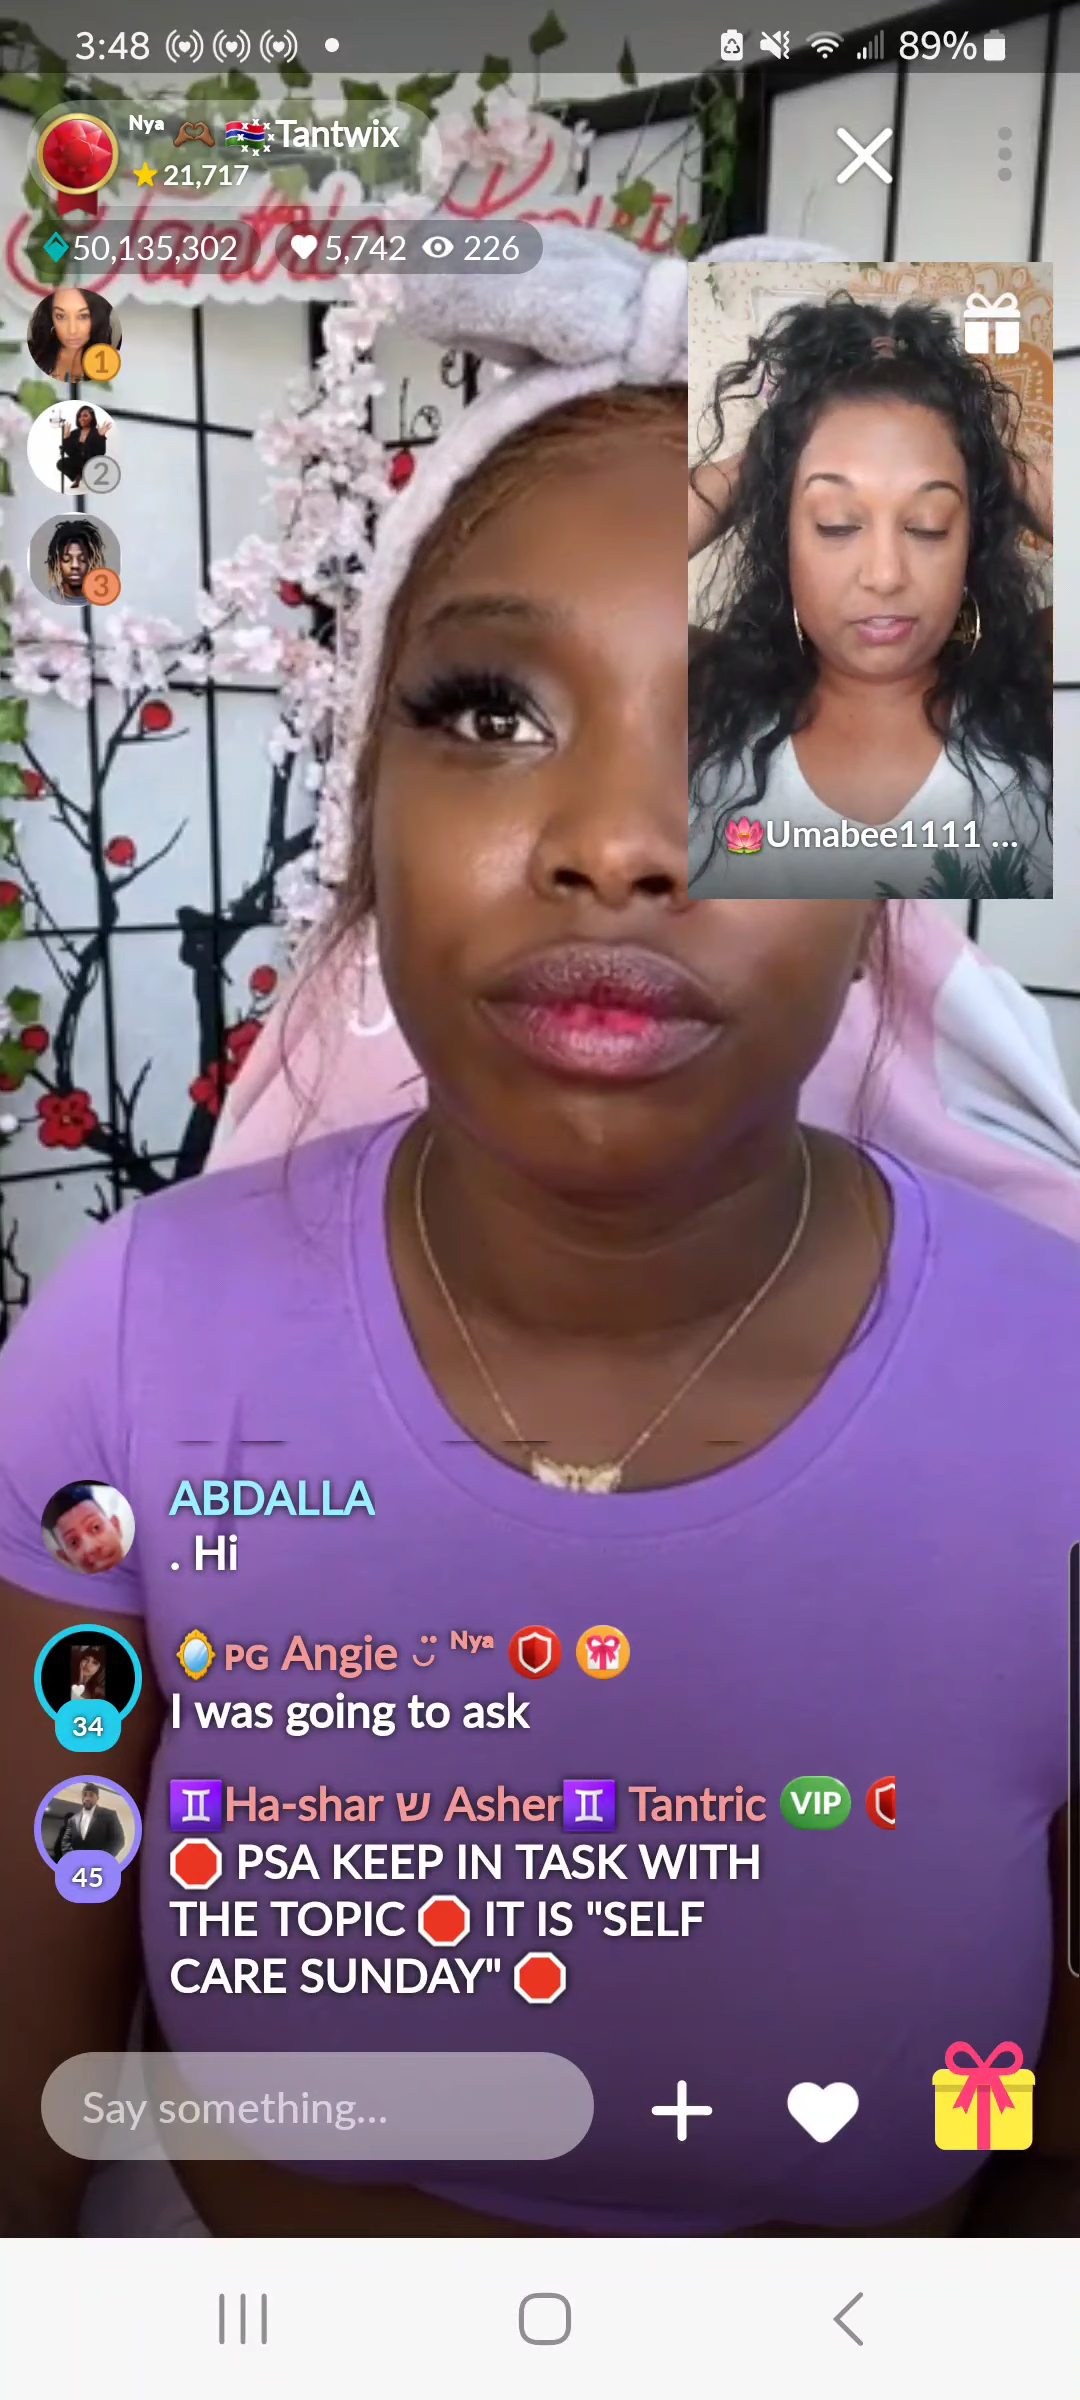 3:48
89%
Nya 🫶🏾 🇬🇲Tantwix
21,717
50,135,302 5,742 226
1
2
3
🪷Umabee1111 ...
ABDALLA
. Hi
🪞PG Angie ٠ﺕ Nya
I was going to ask
34
♊Ha-shar ש Asher♊ Tantric VIP
🛑 PSA KEEP IN TASK WITH
THE TOPIC 🛑 IT IS "SELF
CARE SUNDAY" 🛑
45
Say something...